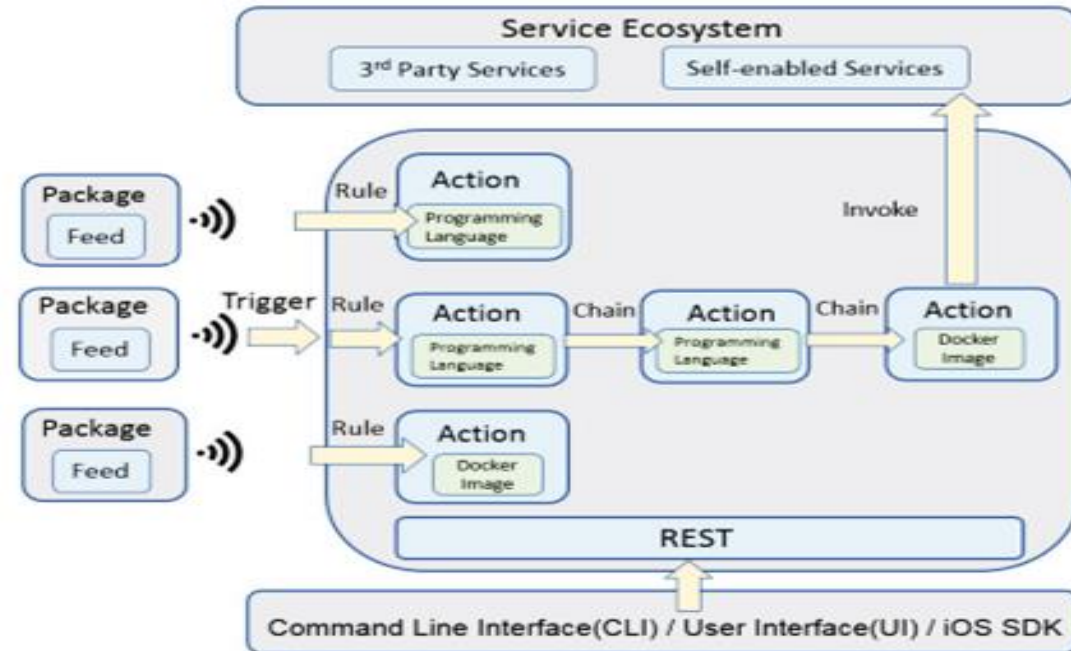 Service Ecosystem
3rd Party Services
Self-enabled Services
Package
Feed
Rule
Action
Programming
Language
Invoke
Package
Feed
Trigger
Rule
Action
Programming
Language
Chain
Action
Programming
Language
Chain
Action
Docker
Image
Package
Feed
Rule
Action
Docker
Image
REST
Command Line Interface(CLI) / User Interface(UI) / iOS SDK